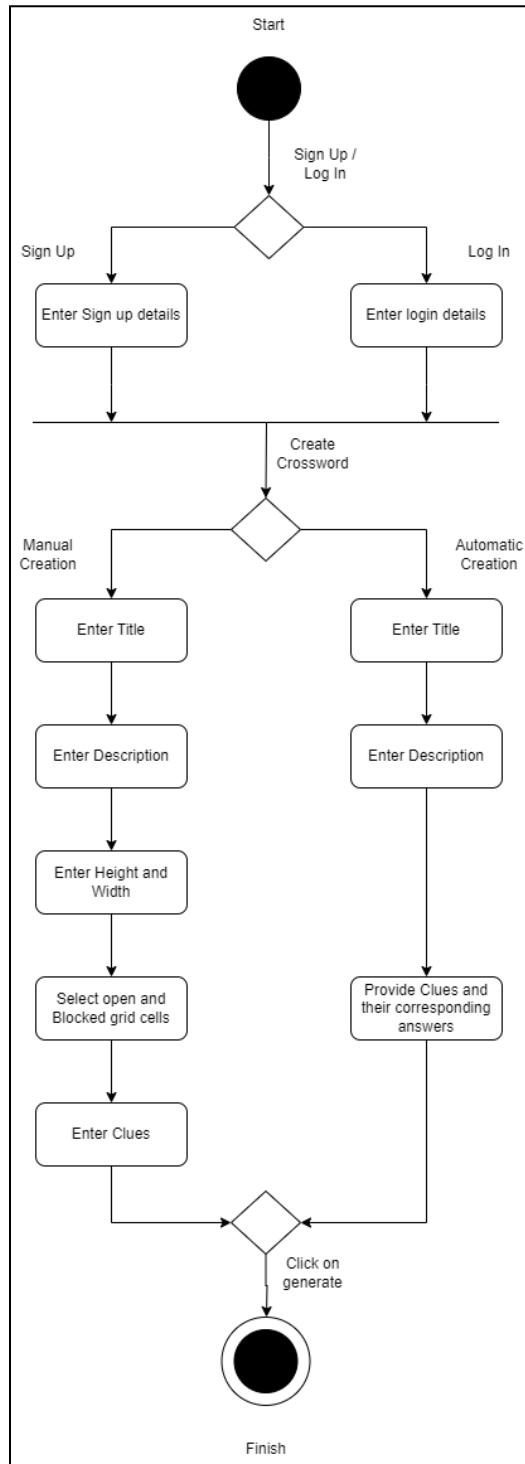 Start
Sign Up /
Log In
Sign Up
Log In
Enter Sign up details
Enter login details
Create
Crossword
Manual
Creation
Automatic
Creation
Enter Title
Enter Title
Enter Description
Enter Description
Enter Height and
Width
Select open and
Blocked grid cells
Provide Clues and
their corresponding
answers
Enter Clues
Click on
generate
Finish